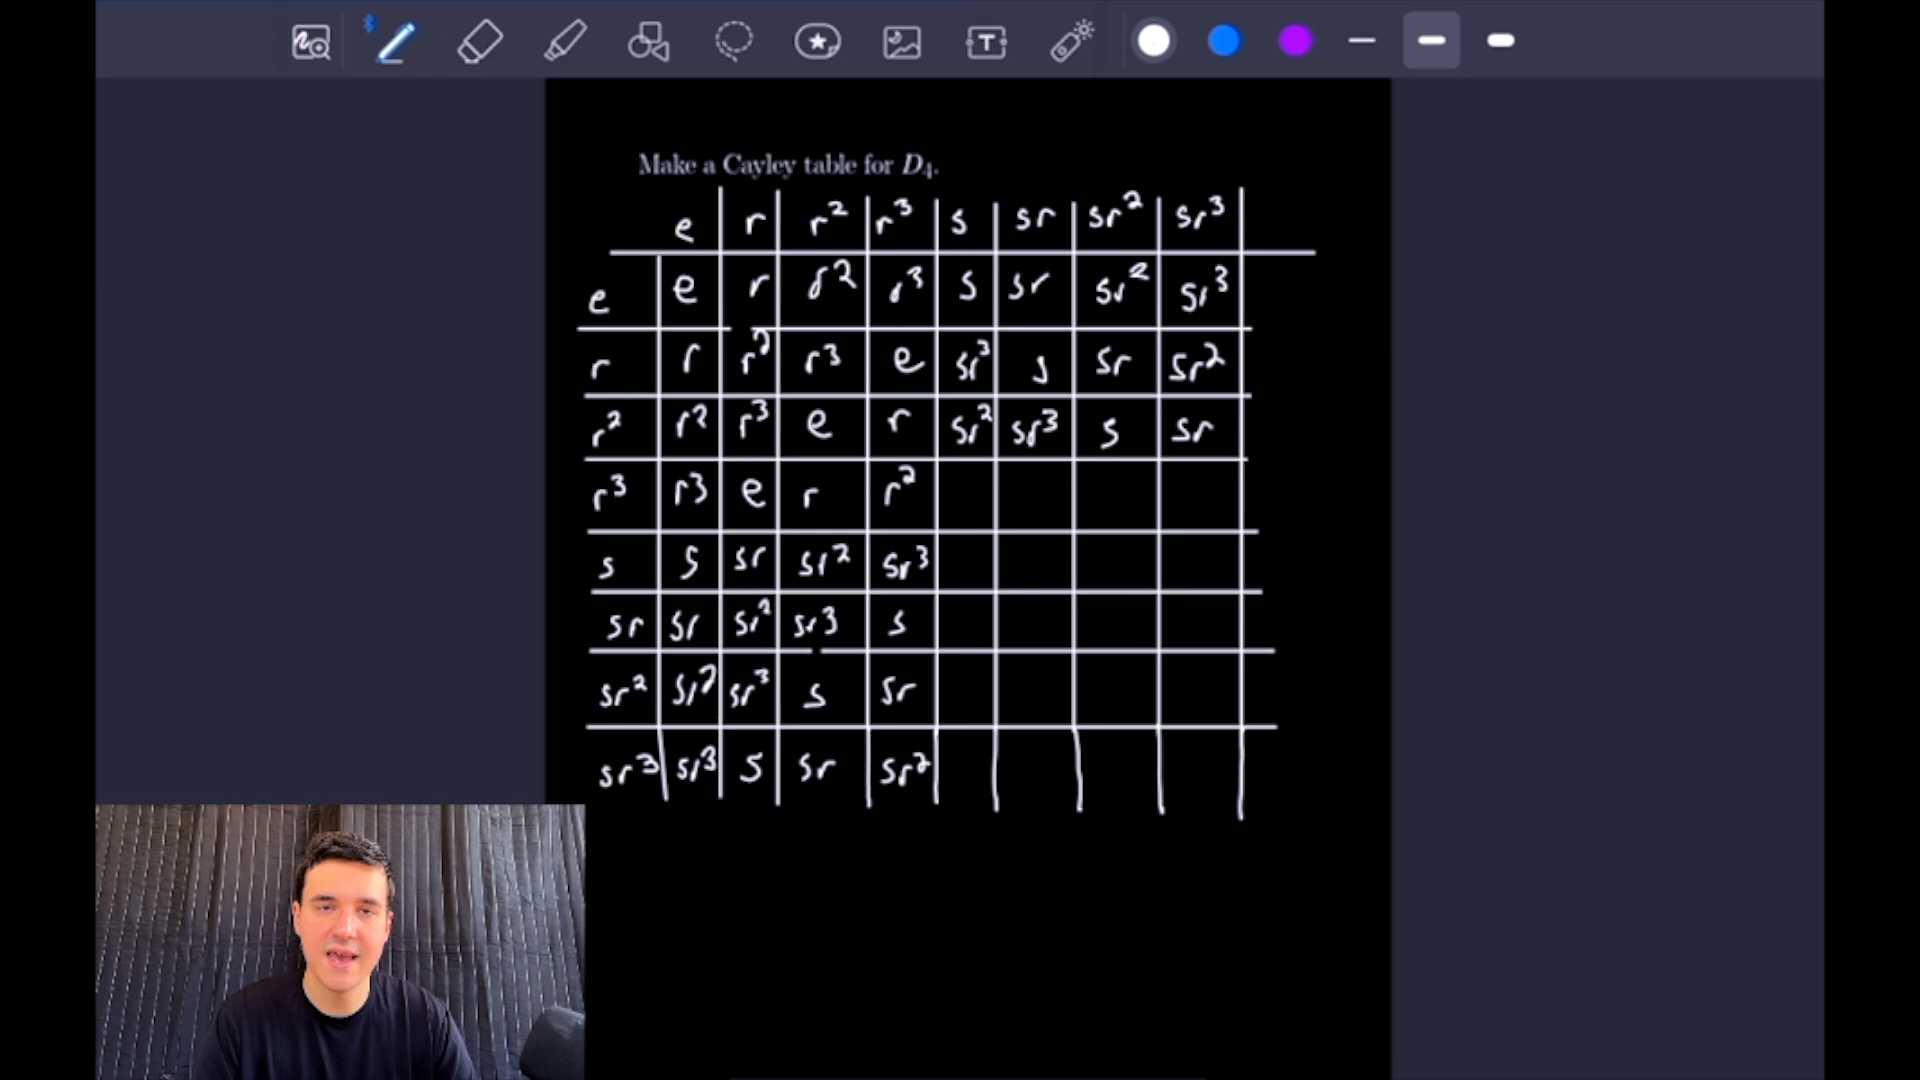 Make a Cayley table for D₄.
e r r² r³ s sr sr² sr³
e e r r² r³ s sr sr² sr³
r r r² r³ e sr³ s sr sr²
r² r² r³ e r sr² sr³ s sr
r³ r³ e r r²
s s sr sr² sr³
sr sr sr² sr³ s
sr² sr² sr³ s sr
sr³ sr³ s sr sr²